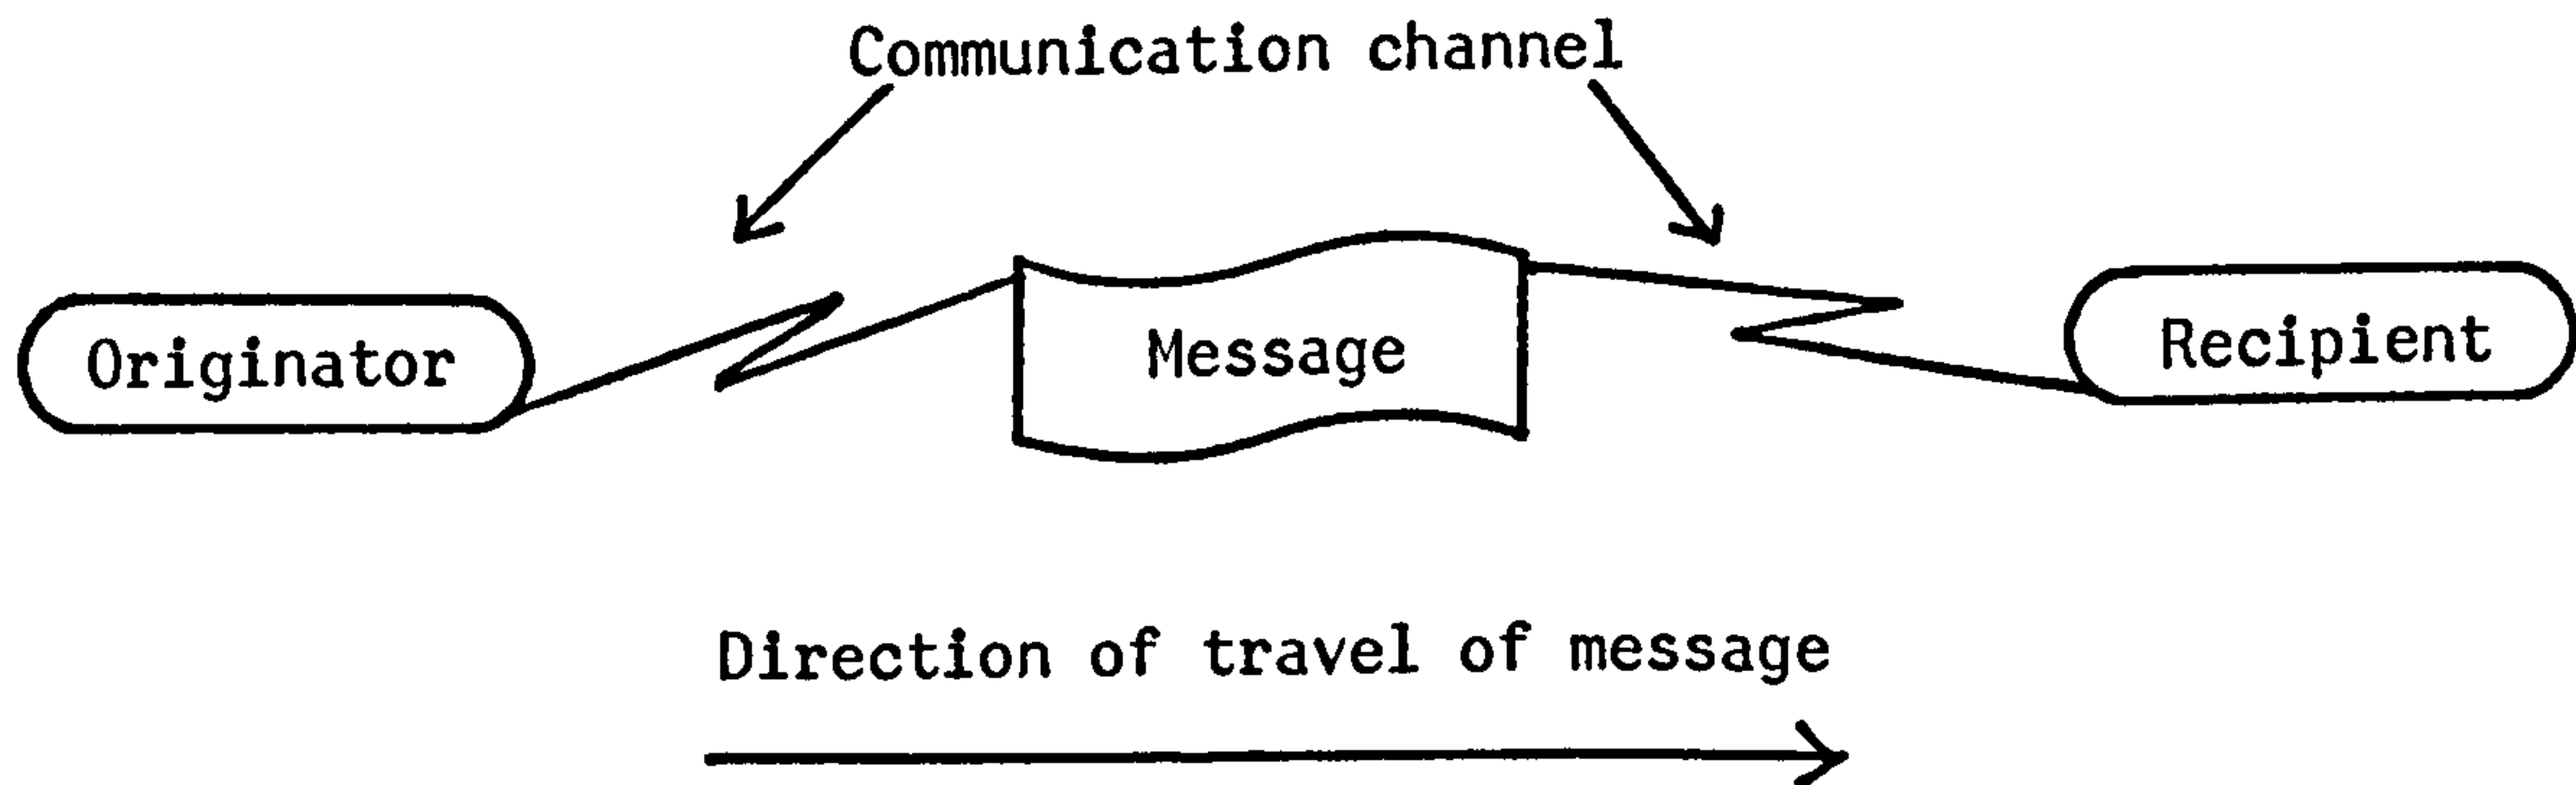 Communication channel
Originator
Message
Recipient
Direction of travel of message